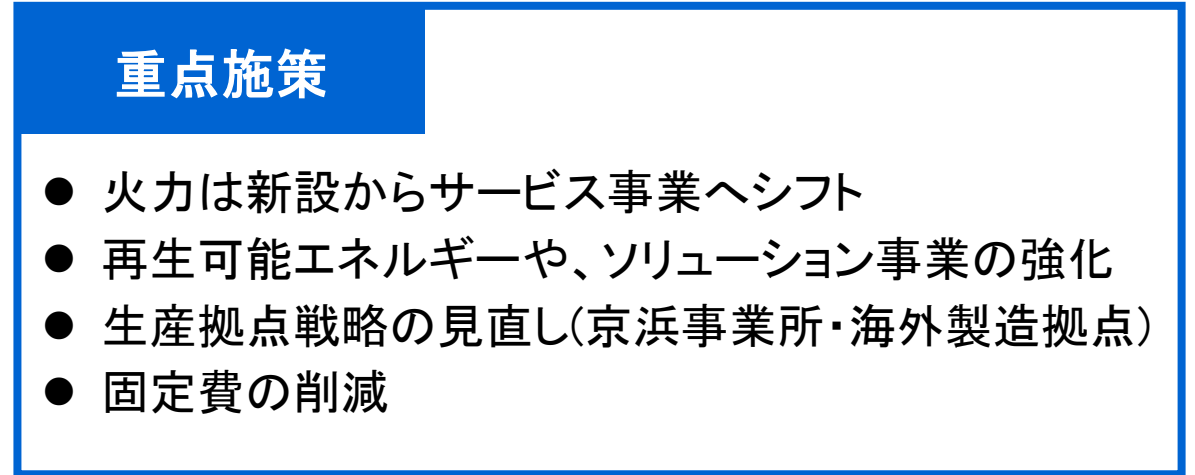 重点施策
● 火力は新設からサービス事業へシフト
● 再生可能エネルギーや、ソリューション事業の強化
● 生産拠点戦略の見直し(京浜事業所・海外製造拠点)
● 固定費の削減